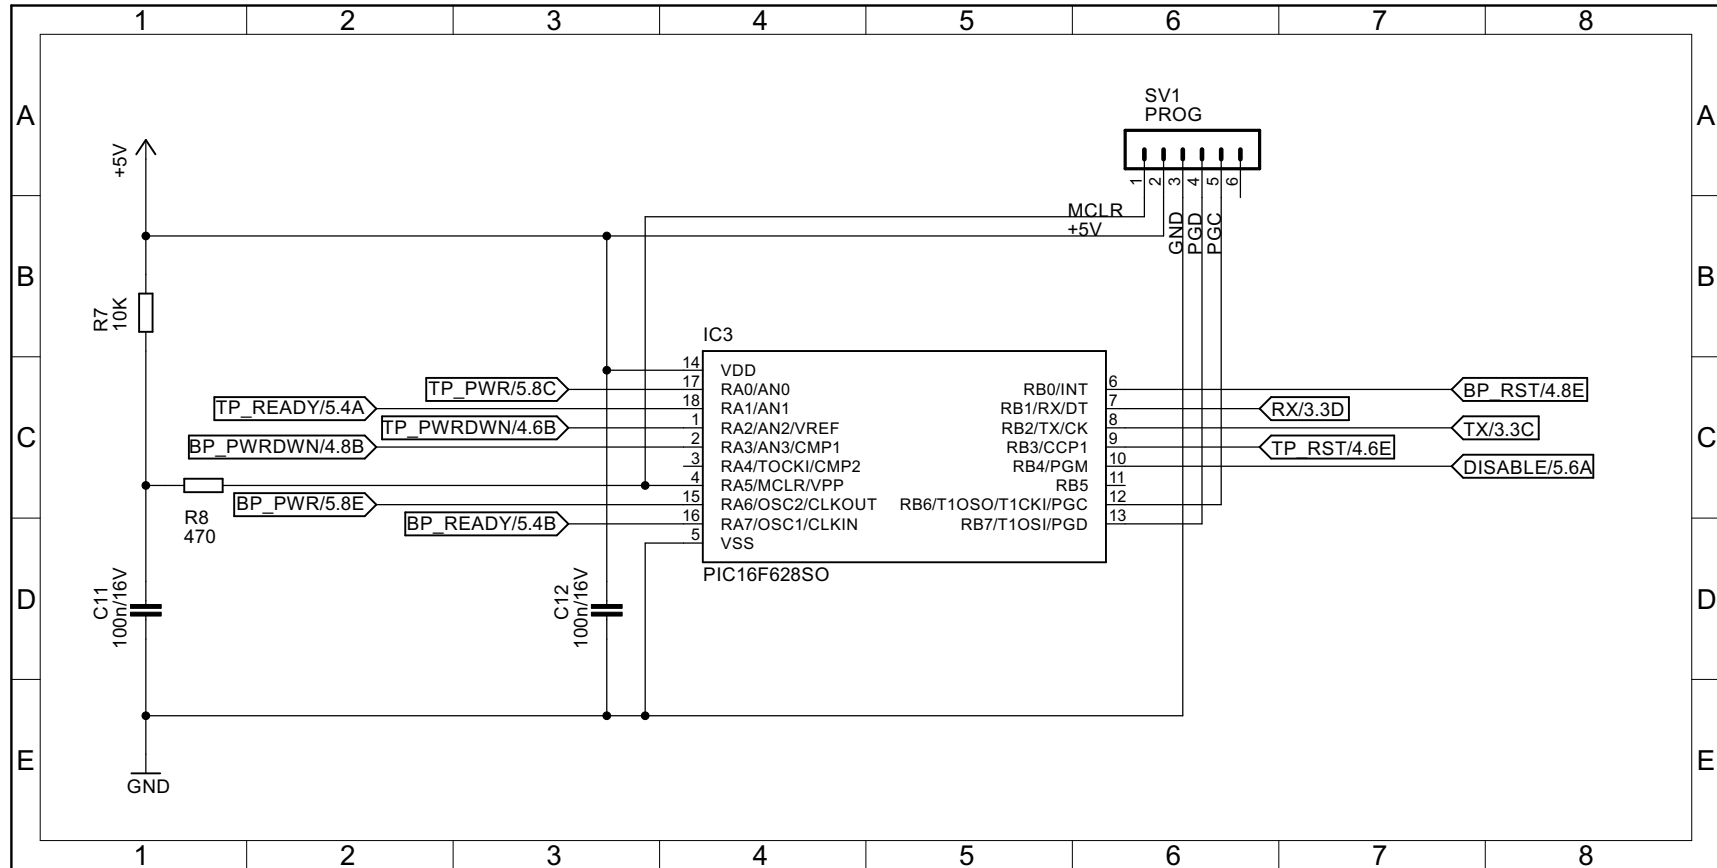 1 2 3 4 5 6 7 8
A A
SV1
PROG
+5V
1 2 3 4 5 6
MCLR
+5V
GND
PGD
PGC
B B
R7
10K
IC3
14 VDD
TP_PWR/5.8C 17 RA0/AN0 RB0/INT 6 BP_RST/4.8E
TP_READY/5.4A 18 RA1/AN1 RB1/RX/DT 7 RX/3.3D
TP_PWRDWN/4.6B 1 RA2/AN2/VREF RB2/TX/CK 8 TX/3.3C
C C
BP_PWRDWN/4.8B 2 RA3/AN3/CMP1 RB3/CCP1 9 TP_RST/4.6E
3 RA4/TOCKI/CMP2 RB4/PGM 10 DISABLE/5.6A
4 RA5/MCLR/VPP RB5 11
BP_PWR/5.8E 15 RA6/OSC2/CLKOUT RB6/T1OSO/T1CKI/PGC 12
R8
470
BP_READY/5.4B 16 RA7/OSC1/CLKIN RB7/T1OSI/PGD 13
5 VSS
PIC16F628SO
D D
C11
100n/16V
C12
100n/16V
E E
GND
1 2 3 4 5 6 7 8